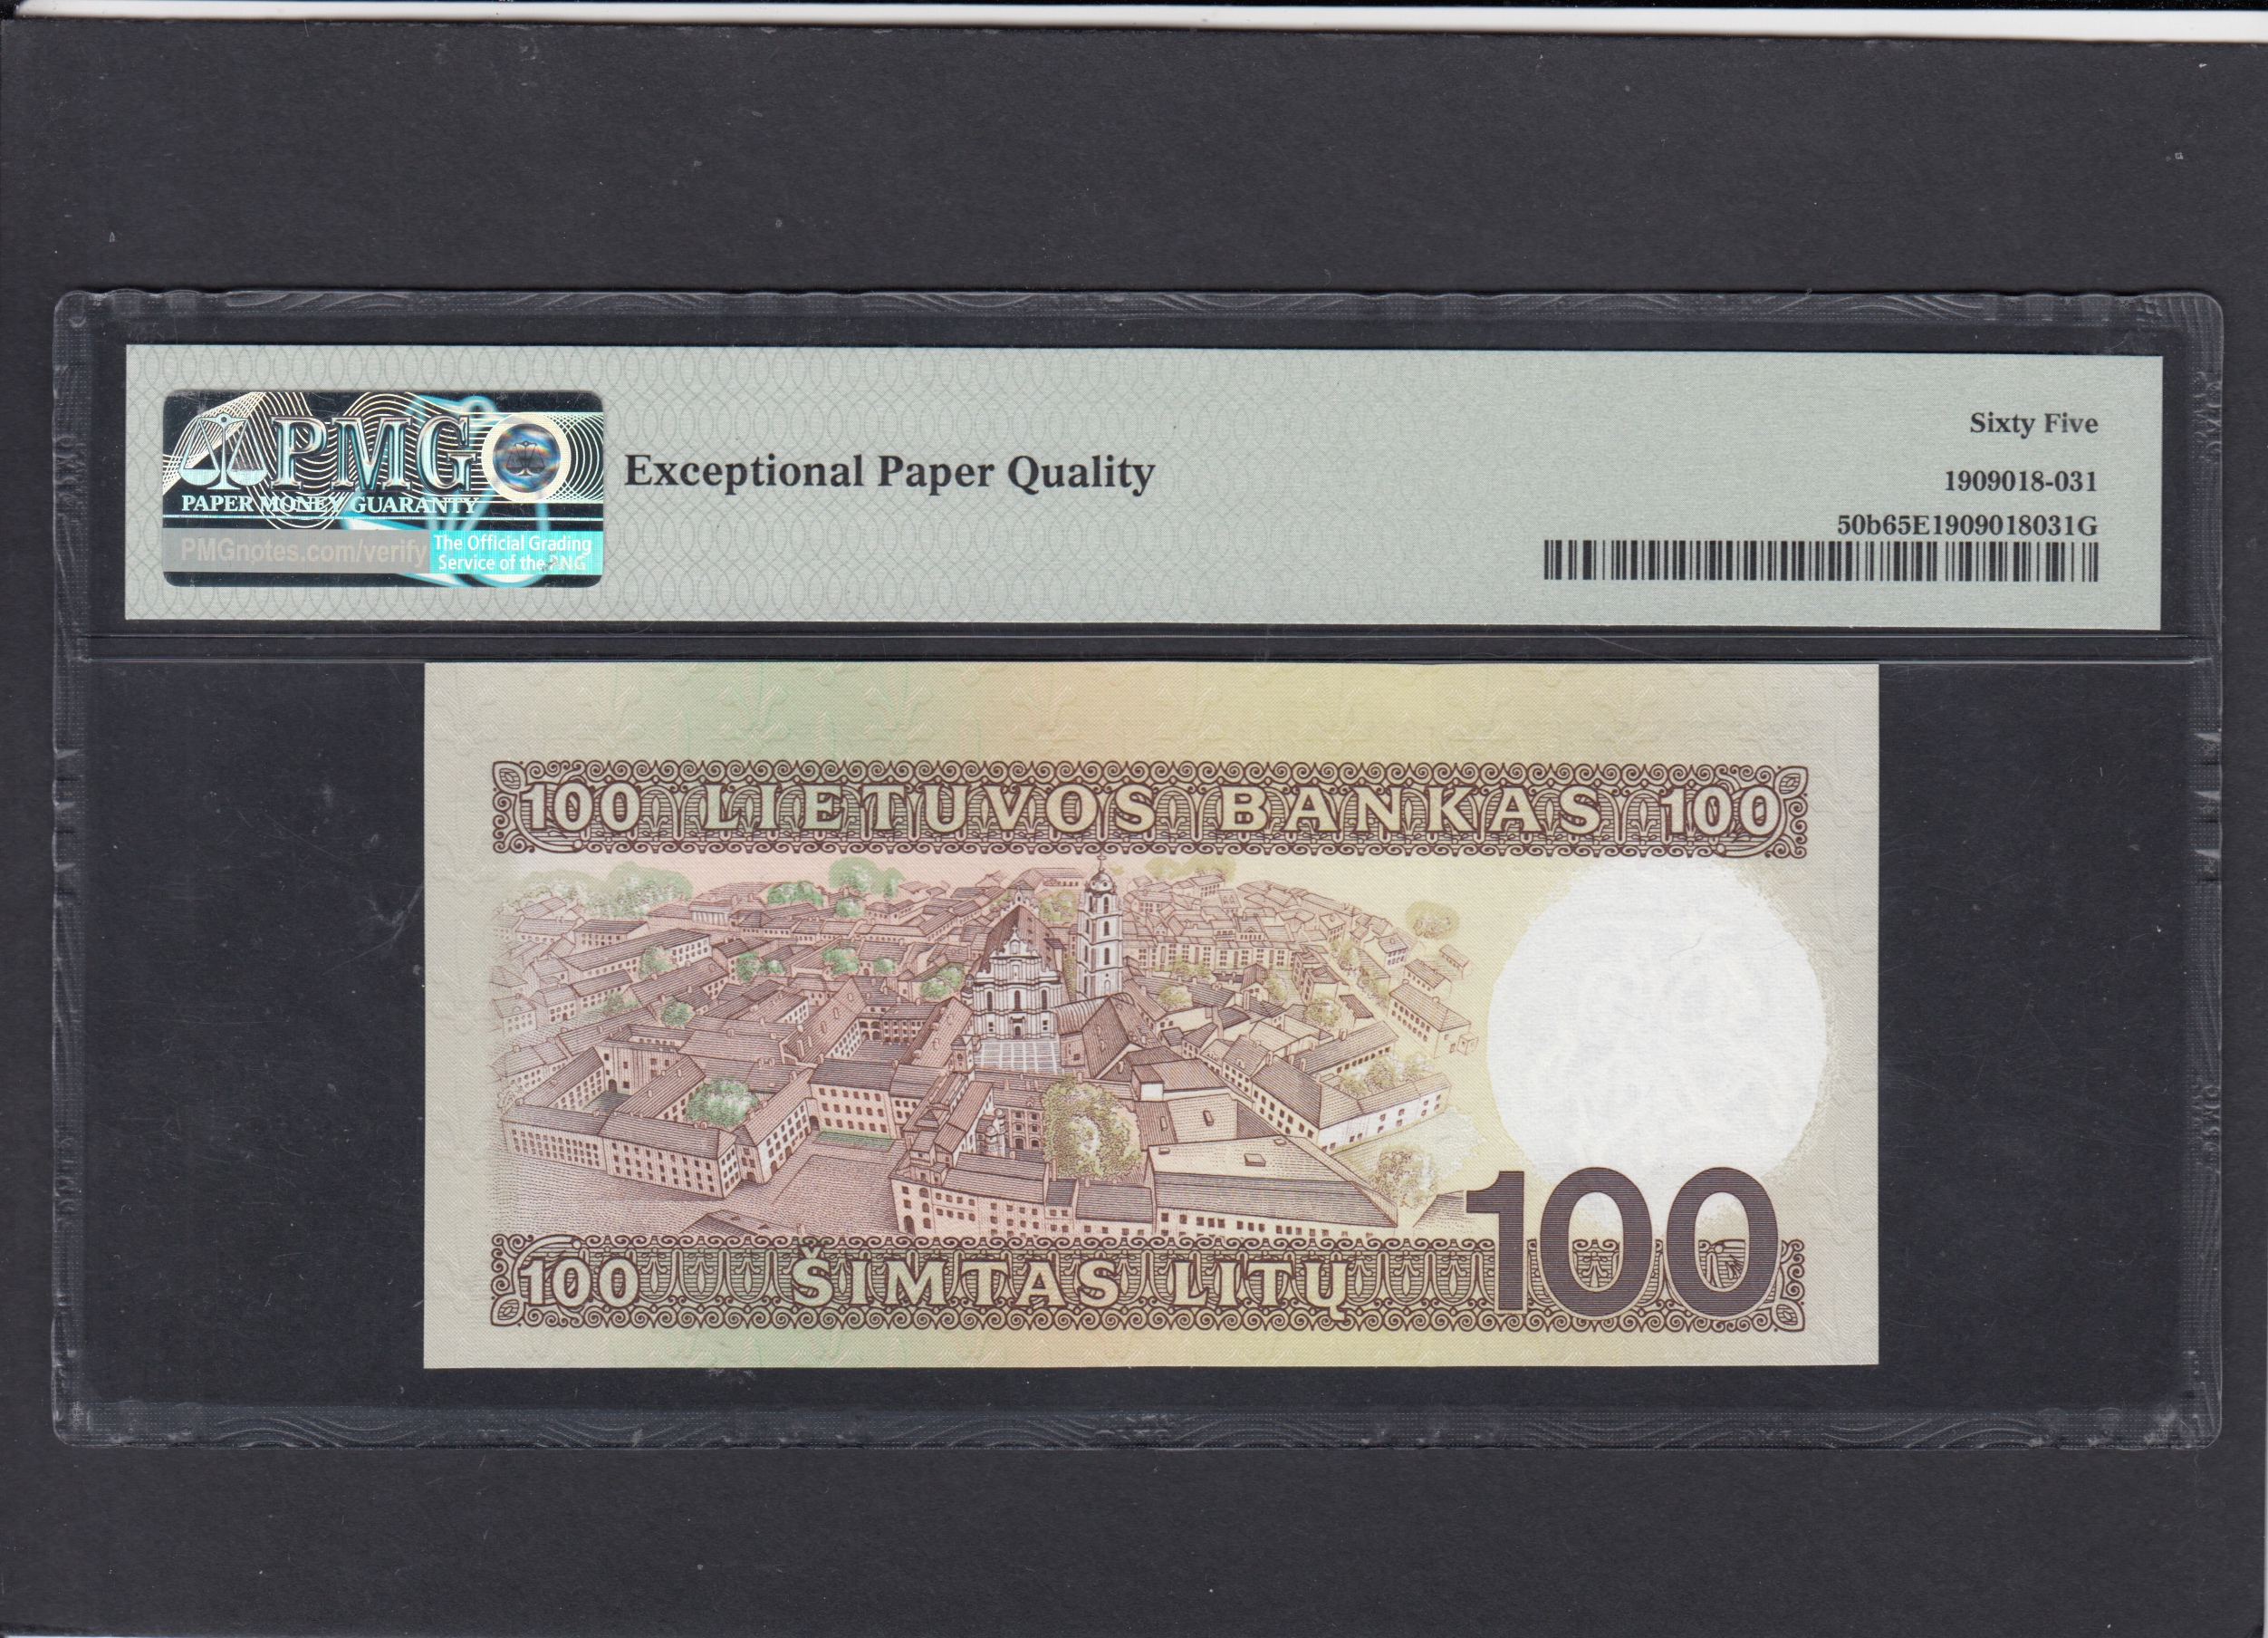 PMG
PAPER MONEY GUARANTY
PMGnotes.com/verify
The Official Grading
Service of the PNG
Exceptional Paper Quality
Sixty Five
1909018-031
50b65E1909018031G
100 LIETUVOS BANKAS 100
100 ŠIMTAS LITŲ 100